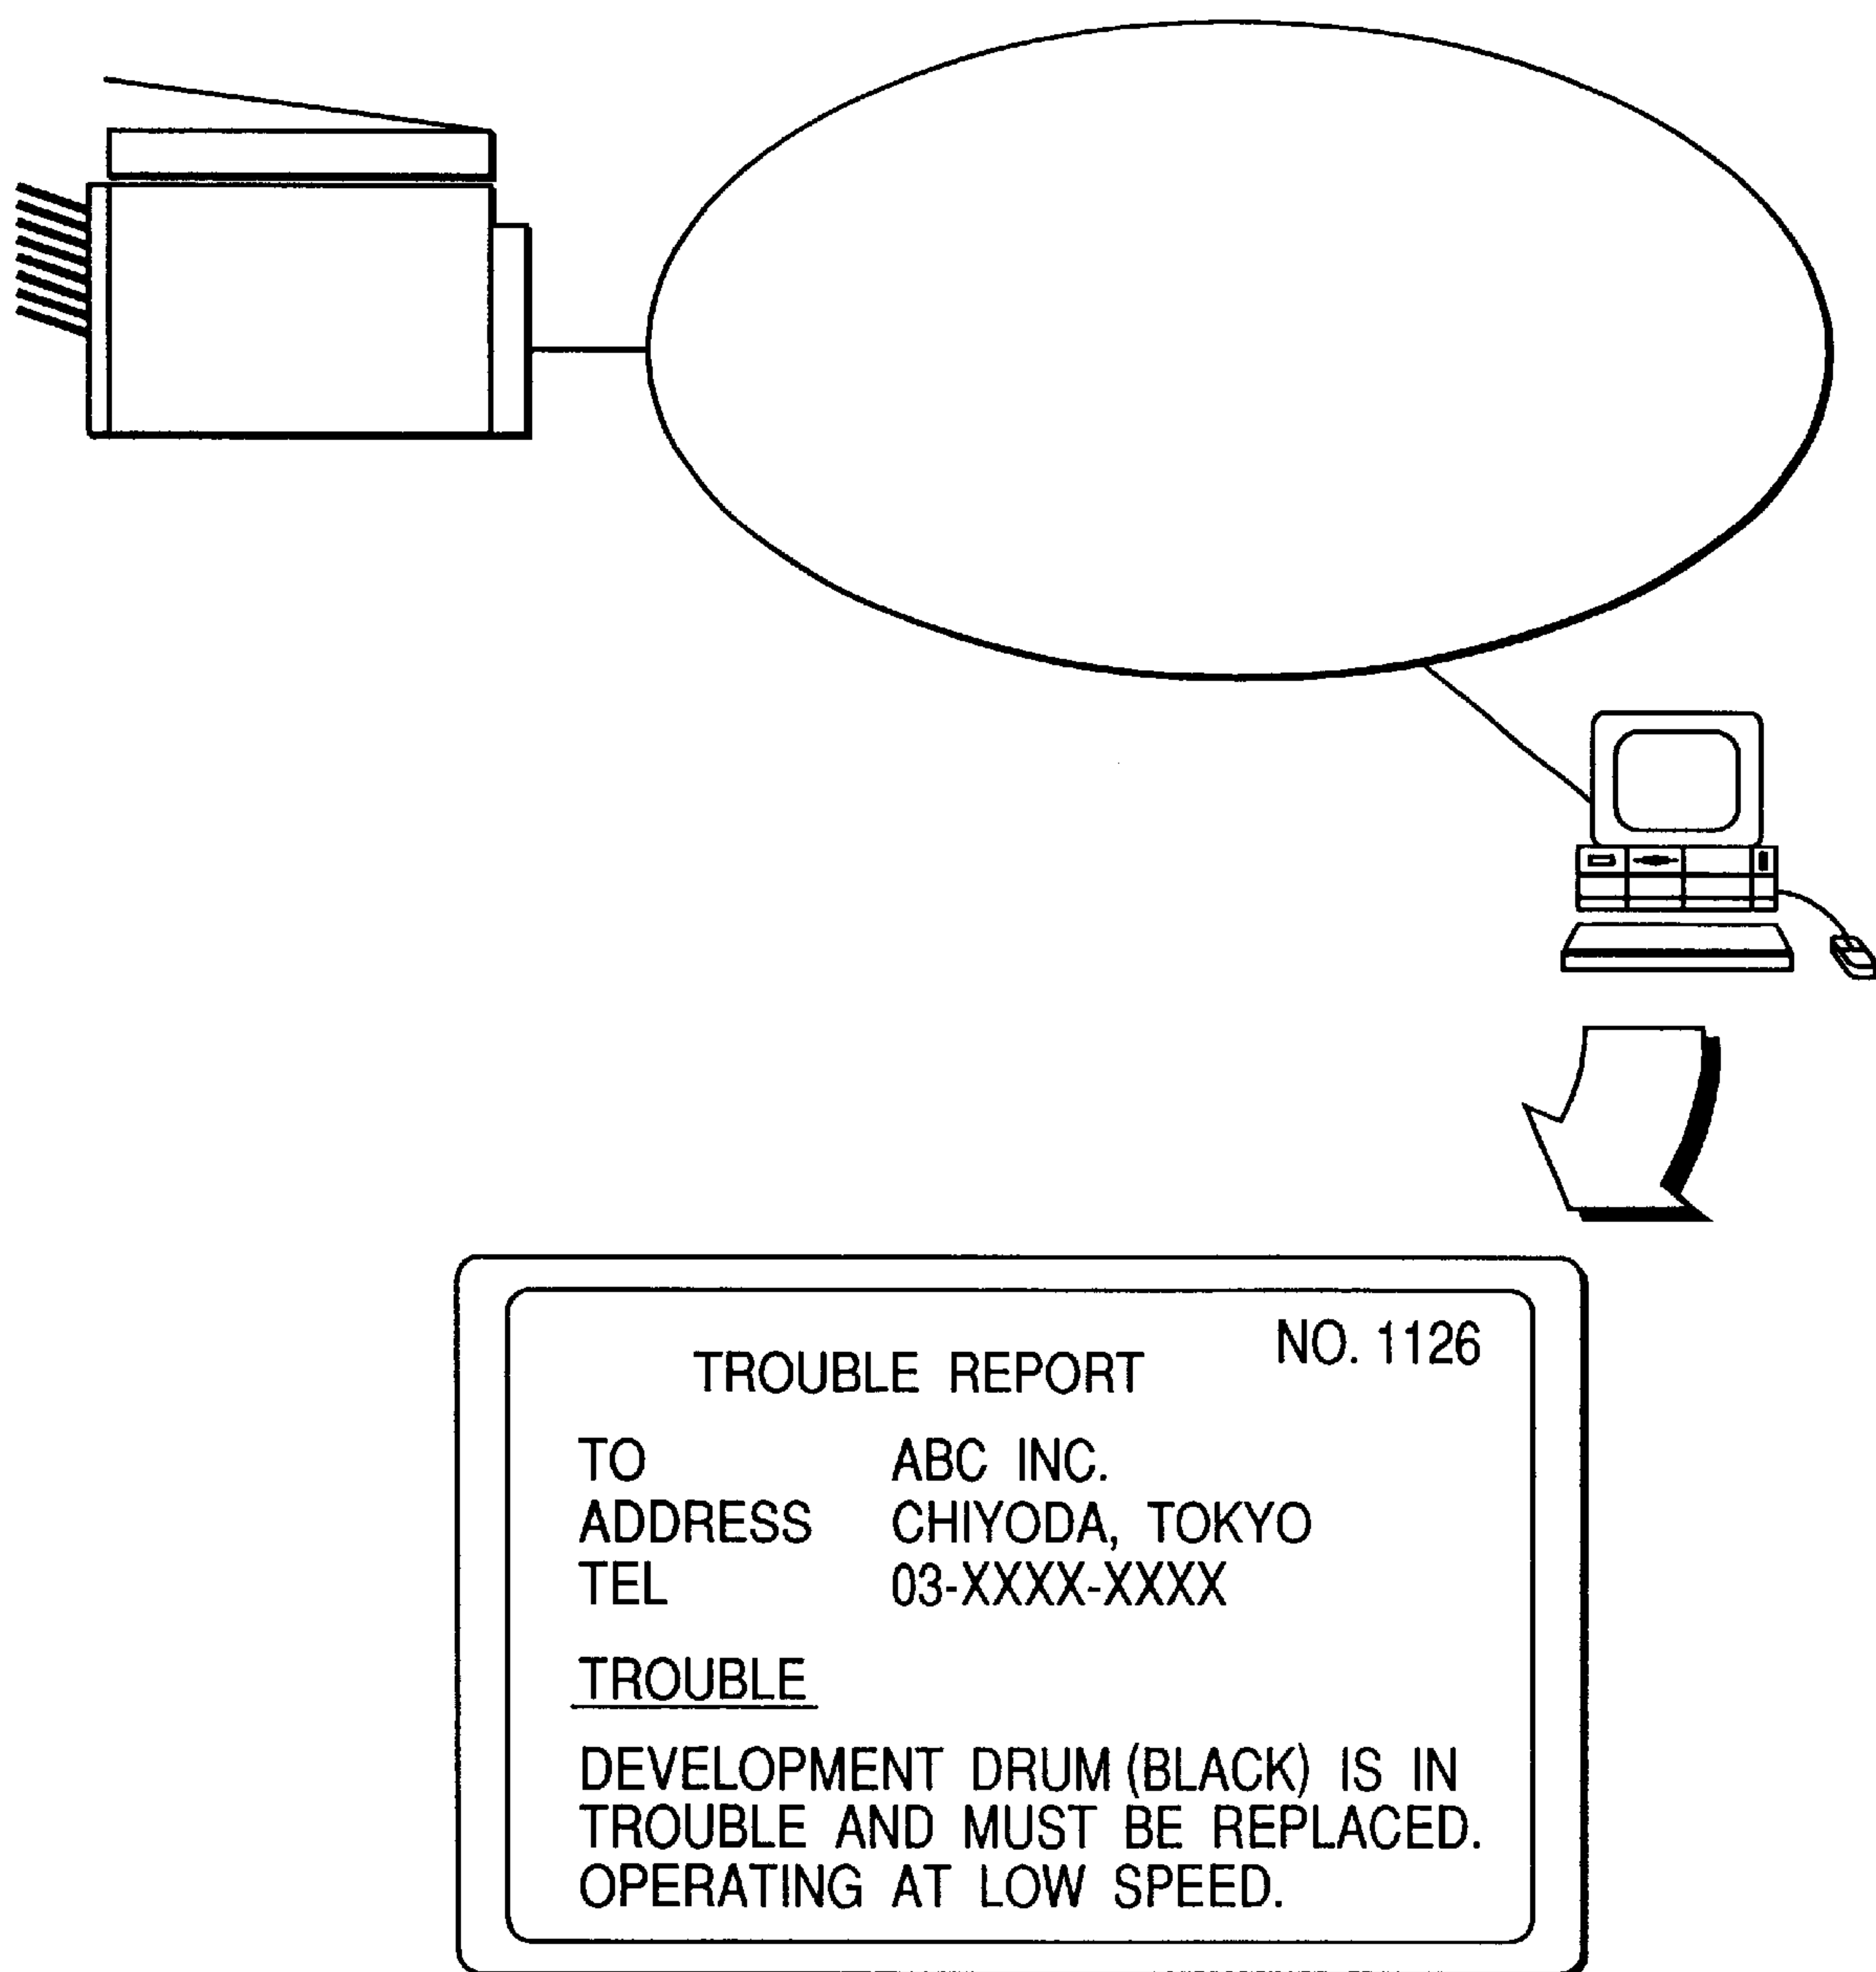 NO. 1126
TROUBLE REPORT
TO ABC INC.
ADDRESS CHIYODA, TOKYO
TEL 03-XXXX-XXXX
TROUBLE
DEVELOPMENT DRUM (BLACK) IS IN
TROUBLE AND MUST BE REPLACED.
OPERATING AT LOW SPEED.